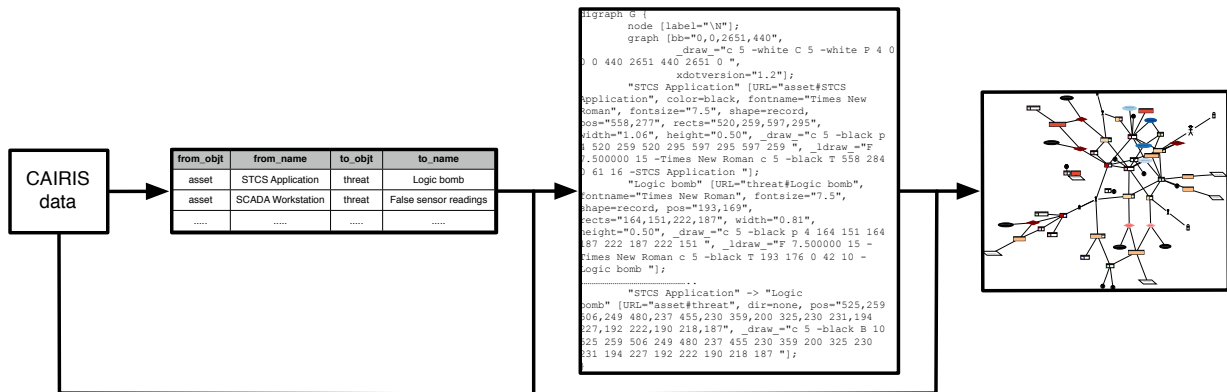 CAIRIS
data
from_objt from_name to_objt to_name
asset STCS Application threat Logic bomb
asset SCADA Workstation threat False sensor readings
..... ..... ..... .....
digraph G {
node [label="\N"];
graph [bb="0,0,2651,440",
_draw_="c 5 -white C 5 -white P 4 0
0 0 440 2651 440 2651 0 ",
xdotversion="1.2"];
"STCS Application" [URL="asset#STCS
Application", color=black, fontname="Times New
Roman", fontsize="7.5", shape=record,
pos="558,277", rects="520,259,597,295",
width="1.06", height="0.50", _draw_="c 5 -black p
4 520 259 520 295 597 295 597 259 ", _ldraw_="F
7.500000 15 -Times New Roman c 5 -black T 558 284
0 61 16 -STCS Application "];
"Logic bomb" [URL="threat#Logic bomb",
fontname="Times New Roman", fontsize="7.5",
shape=record, pos="193,169",
rects="164,151,222,187", width="0.81",
height="0.50", _draw_="c 5 -black p 4 164 151 164
187 222 187 222 151 ", _ldraw_="F 7.500000 15 -
Times New Roman c 5 -black T 193 176 0 42 10 -
Logic bomb "];
"STCS Application" -> "Logic
bomb" [URL="asset#threat", dir=none, pos="525,259
506,249 480,237 455,230 359,200 325,230 231,194
227,192 222,190 218,187", _draw_="c 5 -black B 10
525 259 506 249 480 237 455 230 359 200 325 230
231 194 227 192 222 190 218 187 "];
}